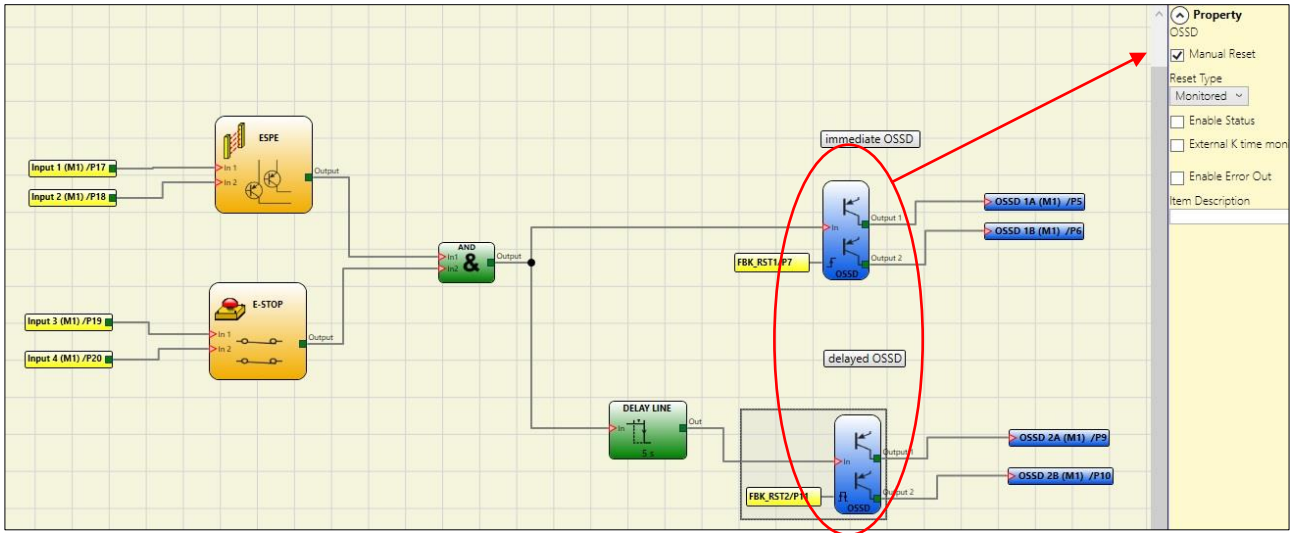 Property
OSSD
Manual Reset
Reset Type
Monitored
Enable Status
External K time moni
Enable Error Out
Item Description
immediate OSSD
ESPE
In 1
In 2
Output
Input 1 (M1) /P17
Input 2 (M1) /P18
AND
&
In1
In2
Output
In
Output 1
Output 2
OSSD
FBK_RST1/P7
OSSD 1A (M1) /P5
OSSD 1B (M1) /P6
E-STOP
In 1
In 2
Output
Input 3 (M1) /P19
Input 4 (M1) /P20
delayed OSSD
DELAY LINE
In
Out
5 s
In
Output 1
Output 2
OSSD
FBK_RST2/P11
OSSD 2A (M1) /P9
OSSD 2B (M1) /P10